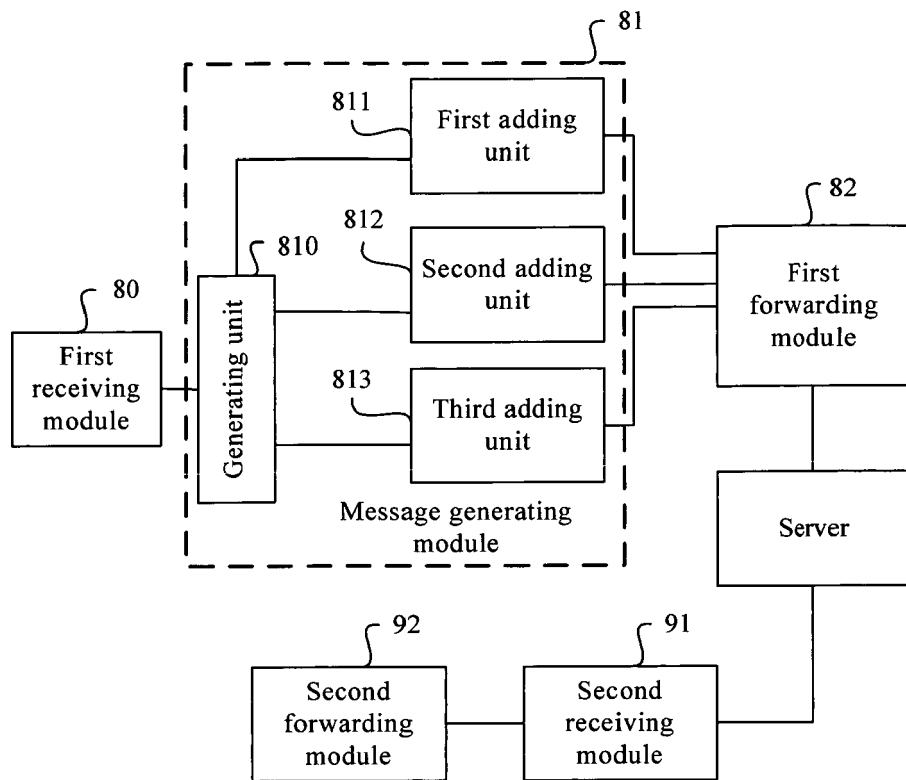 81
811
First adding
unit
812
Second adding
unit
82
First
forwarding
module
810
Generating unit
80
First
receiving
module
813
Third adding
unit
Message generating
module
Server
92
Second
forwarding
module
91
Second
receiving
module